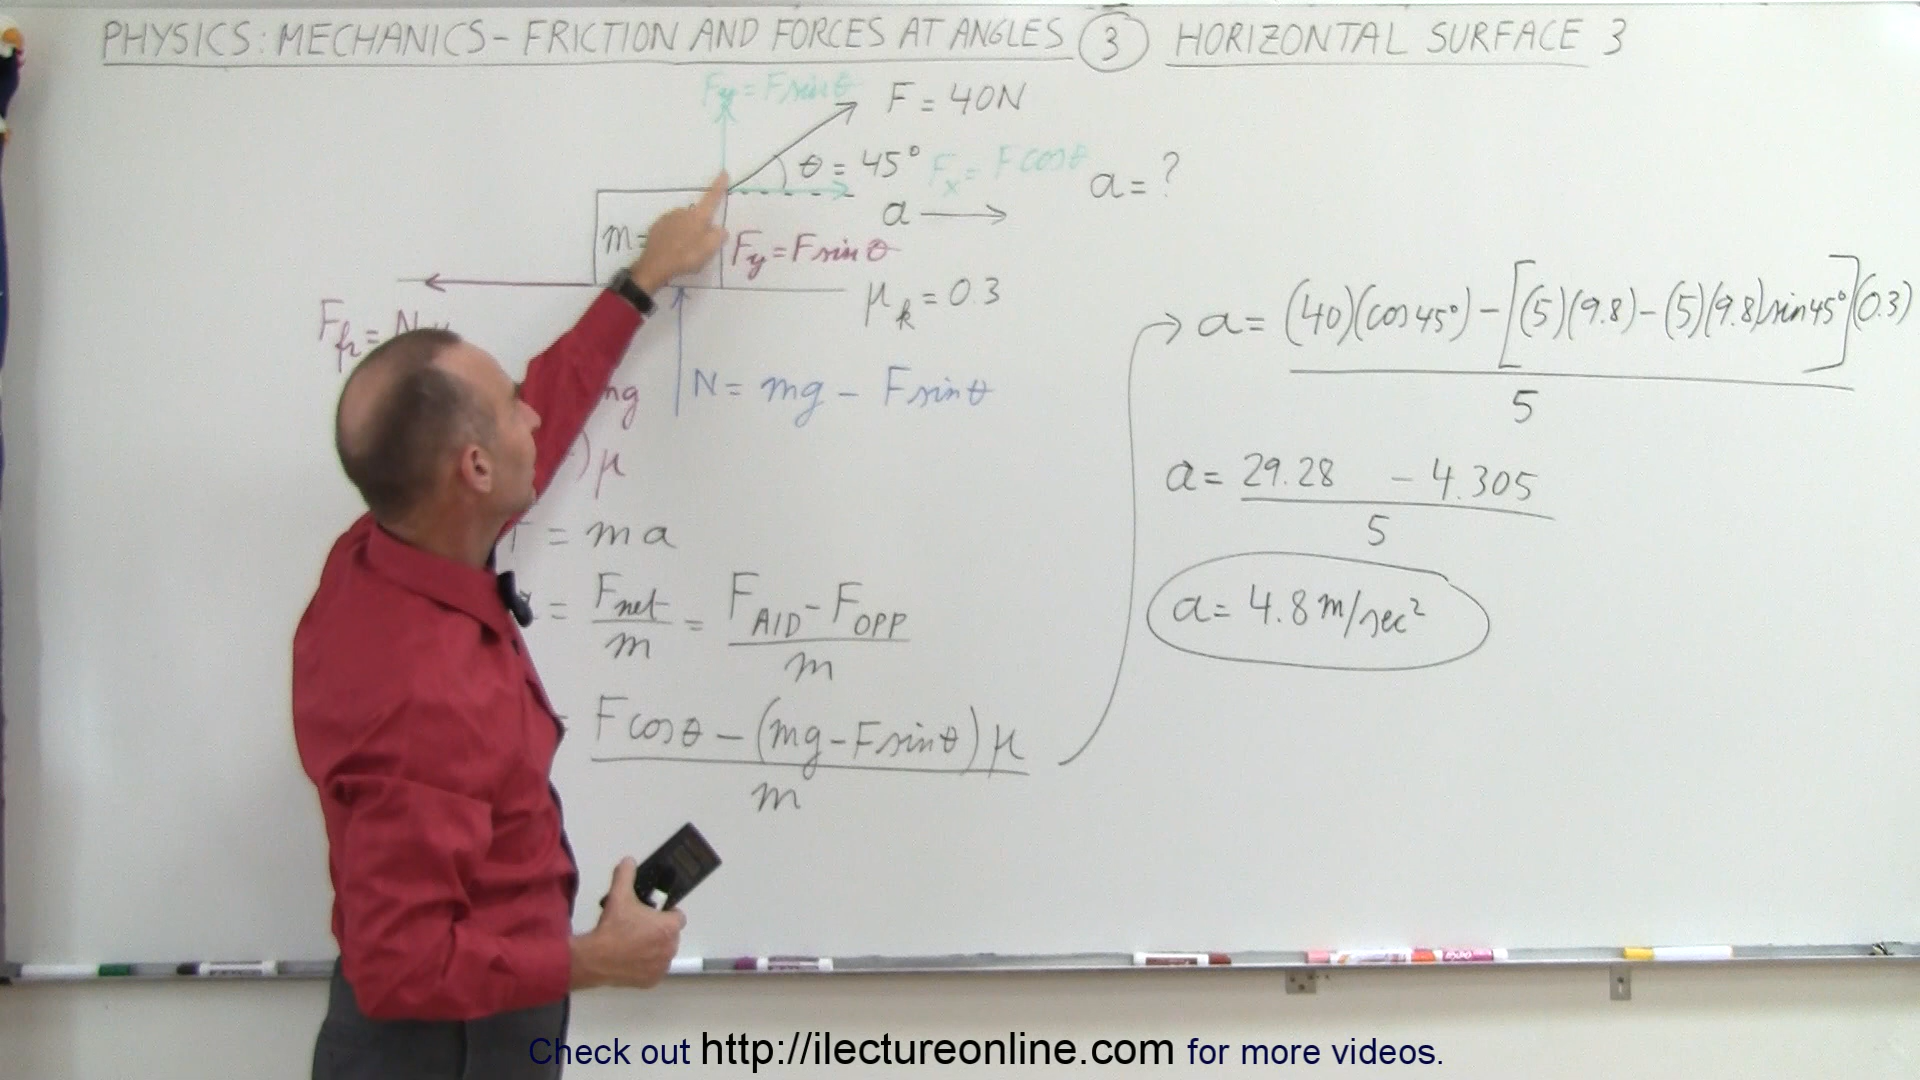 PHYSICS: MECHANICS - FRICTION AND FORCES AT ANGLES ③ HORIZONTAL SURFACE 3
Fy = F sin θ
F = 40N
θ = 45°
Fx = F cos θ
a = ?
a →
m =
Fy = F sin θ
μk = 0.3
Ffr = Nμ
mg
N = mg - F sin θ
) μ
F = ma
= Fnet / m = FAID - FOPP / m
= F cos θ - (mg - F sin θ) μ / m
→ a = (40)(cos 45°) - [(5)(9.8) - (5)(9.8) sin 45°](0.3) / 5
a = 29.28 - 4.305 / 5
a = 4.8 m/sec²
Check out http://ilectureonline.com for more videos.